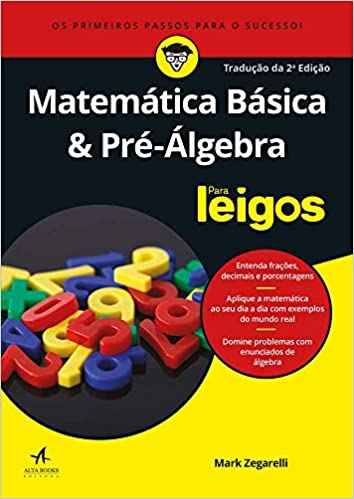 OS PRIMEIROS PASSOS PARA O SUCESSO!
Tradução da 2ª Edição
Matemática Básica
& Pré-Álgebra
Para
leigos
Entenda frações,
decimais e porcentagens
Aplique a matemática
ao seu dia a dia com exemplos
do mundo real
Domine problemas com
enunciados de
álgebra
ALTA BOOKS
EDITORA
Mark Zegarelli